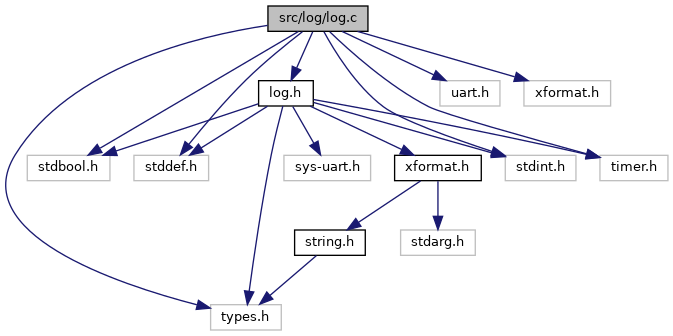 src/log/log.c
log.h
uart.h
xformat.h
stdbool.h
stddef.h
sys-uart.h
xformat.h
stdint.h
timer.h
string.h
stdarg.h
types.h